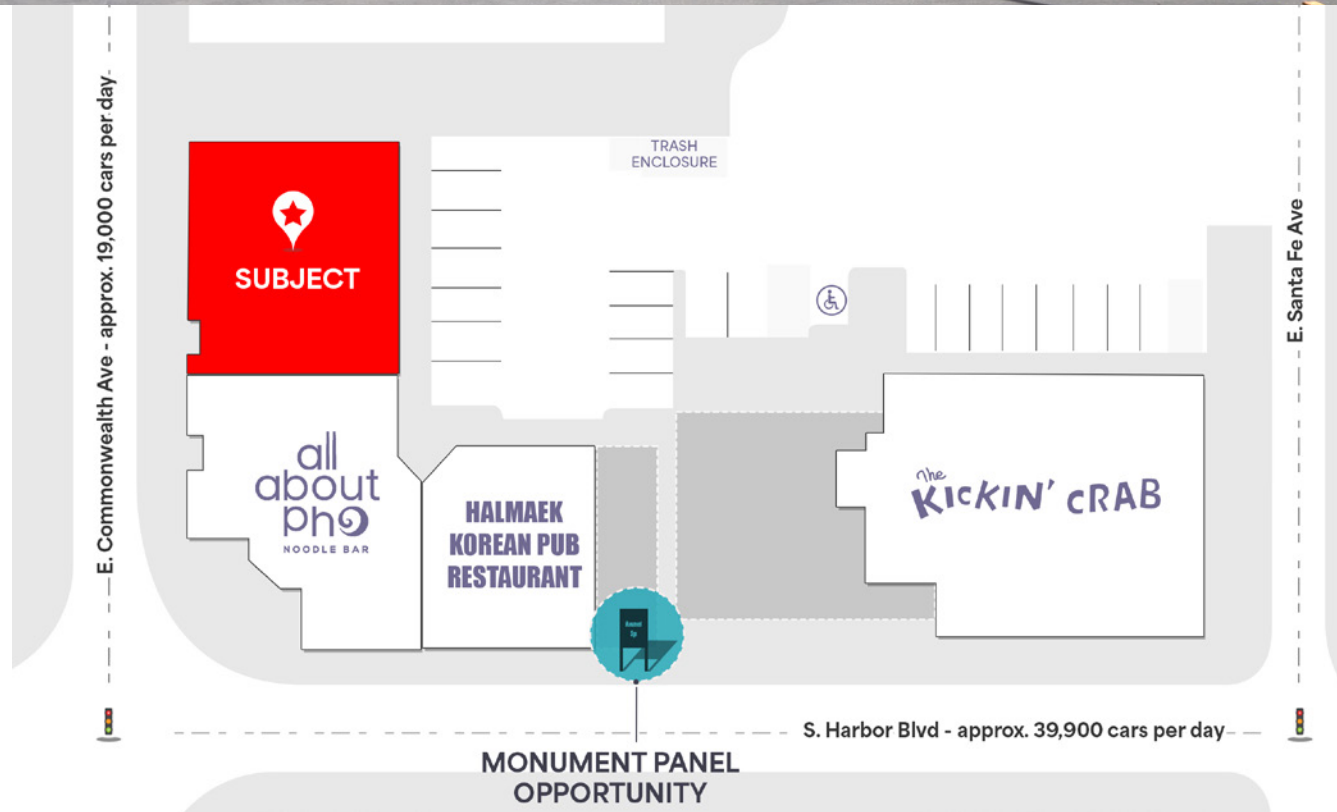 TRASH
ENCLOSURE
E. Commonwealth Ave - approx. 19,000 cars per day
SUBJECT
E. Santa Fe Ave
all
about
pho
NOODLE BAR
HALMAEK
KOREAN PUB
RESTAURANT
The
KICKIN' CRAB
S. Harbor Blvd - approx. 39,900 cars per day
MONUMENT PANEL
OPPORTUNITY